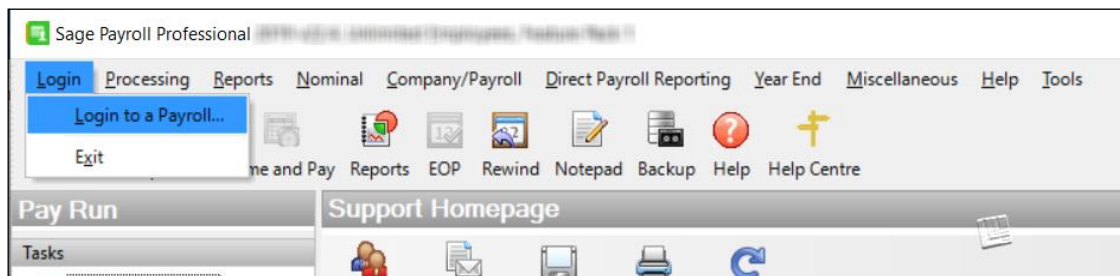 Sage Payroll Professional
Login Processing Reports Nominal Company/Payroll Direct Payroll Reporting Year End Miscellaneous Help Tools
Login to a Payroll...
Exit
and Pay Reports EOP Rewind Notepad Backup Help Help Centre
Pay Run Support Homepage
Tasks